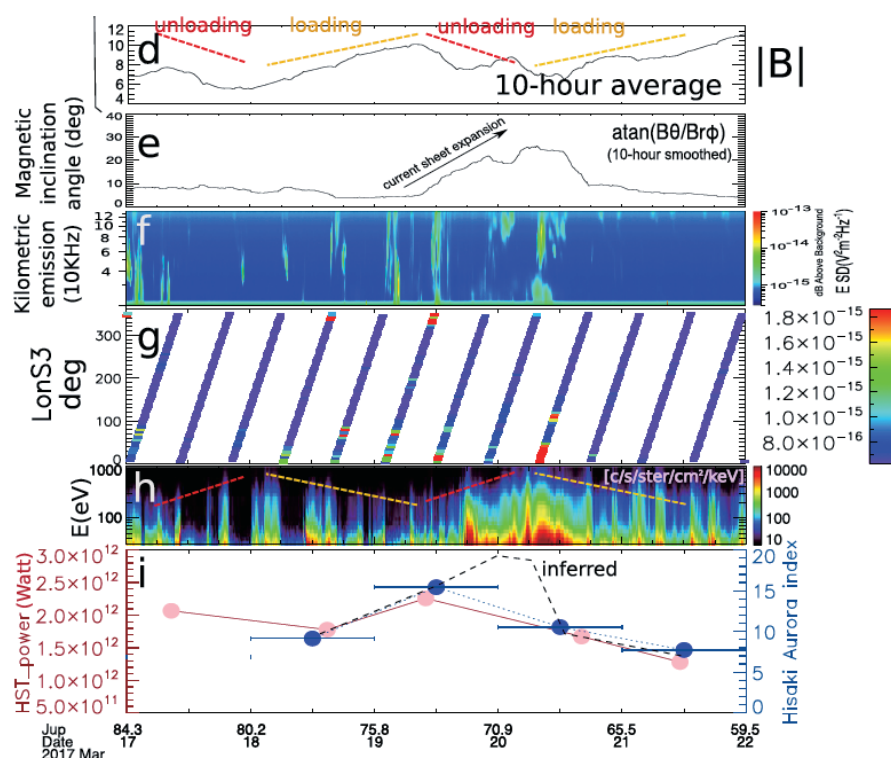 unloading
loading
unloading
loading
12
10
8
6
4
d
10-hour average
|B|
Magnetic
inclination
angle (deg)
40
30
20
10
0
e
current sheet expansion
atan(Bθ/Brφ)
(10-hour smoothed)
Kilometric
emission
(10KHz)
12
10
8
6
4
f
10⁻¹³
10⁻¹⁴
10⁻¹⁵
dB Above Background
E SD(V²m⁻²Hz⁻¹)
LonS3
deg
300
200
100
0
g
1.8×10⁻¹⁵
1.6×10⁻¹⁵
1.4×10⁻¹⁵
1.2×10⁻¹⁵
1.0×10⁻¹⁵
8.0×10⁻¹⁶
E(eV)
1000
100
h
[c/s/ster/cm²/keV]
10000
1000
100
10
HST_power (Watt)
3.0×10¹²
2.5×10¹²
2.0×10¹²
1.5×10¹²
1.0×10¹²
5.0×10¹¹
i
inferred
20
15
10
5
0
Hisaki Aurora index
Jup 84.3 80.2 75.8 70.9 65.5 59.5
Date 17 18 19 20 21 22
2017 Mar